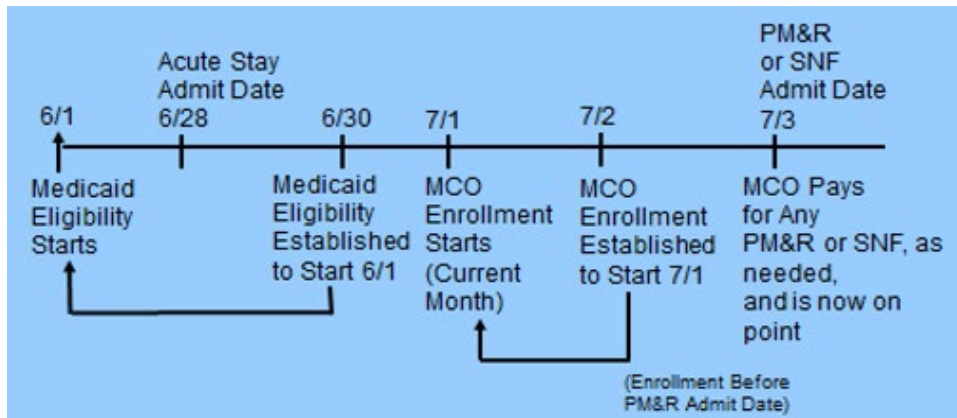 Acute Stay
Admit Date
PM&R
or SNF
Admit Date
6/1
6/28
6/30
7/1
7/2
7/3
Medicaid
Eligibility
Starts
Medicaid
Eligibility
Established
to Start 6/1
MCO
Enrollment
Starts
(Current
Month)
MCO
Enrollment
Established
to Start 7/1
MCO Pays
for Any
PM&R or SNF, as
needed,
and is now on
point
(Enrollment Before
PM&R Admit Date)